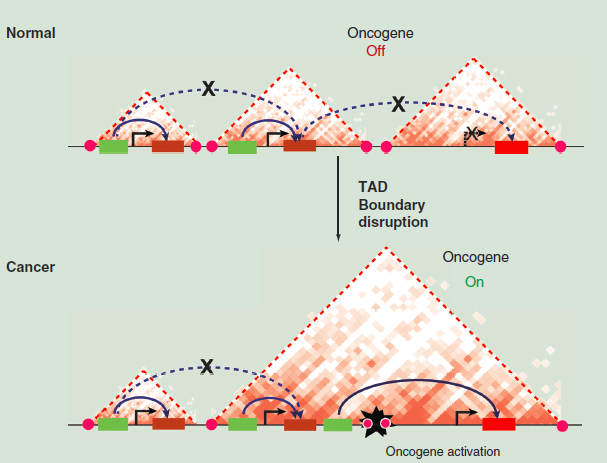 Normal
Oncogene
Off
X
X
X
TAD
Boundary
disruption
Cancer
Oncogene
On
X
Oncogene activation